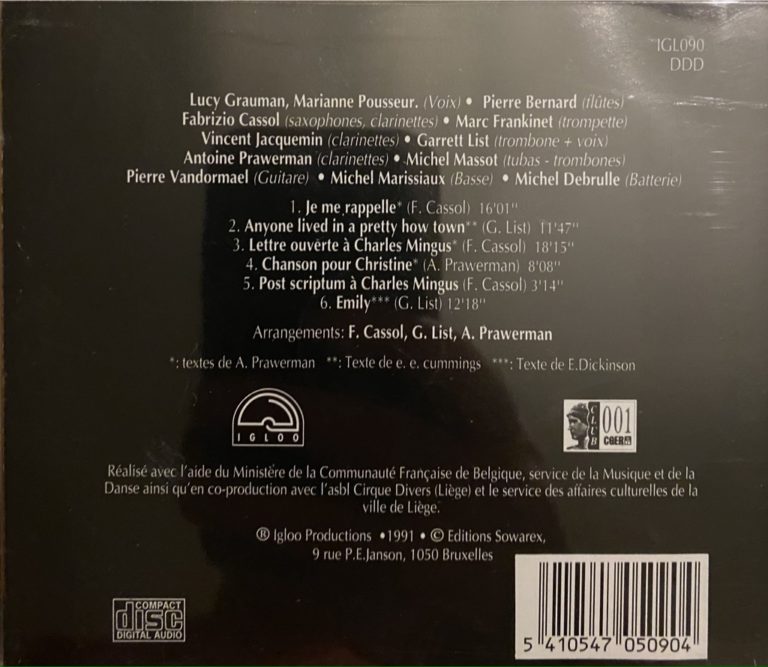 IGL090
DDD
Lucy Grauman, Marianne Pousseur. (Voix) • Pierre Bernard (flûtes)
Fabrizio Cassol (saxophones, clarinettes) • Marc Frankinet (trompette)
Vincent Jacquemin (clarinettes) • Garrett List (trombone + voix)
Antoine Prawerman (clarinettes) • Michel Massot (tubas - trombones)
Pierre Vandormael (Guitare) • Michel Marissiaux (Basse) • Michel Debrulle (Batterie)
1. Je me rappelle* (F. Cassol) 16'01"
2. Anyone lived in a pretty how town** (G. List) 11'47"
3. Lettre ouverte à Charles Mingus* (F. Cassol) 18'15"
4. Chanson pour Christine* (A. Prawerman) 8'08"
5. Post scriptum à Charles Mingus (F. Cassol) 3'14"
6. Emily*** (G. List) 12'18"
Arrangements: F. Cassol, G. List, A. Prawerman
*: textes de A. Prawerman **: Texte de e. e. cummings ***: Texte de E.Dickinson
IGLOO
CLUB 001 CGER
Réalisé avec l'aide du Ministère de la Communauté Française de Belgique, service de la Musique et de la
Danse ainsi qu'en co-production avec l'asbl Cirque Divers (Liège) et le service des affaires culturelles de la
ville de Liège.
® Igloo Productions • 1991 • © Editions Sowarex,
9 rue P.E.Janson, 1050 Bruxelles
COMPACT
disc
DIGITAL AUDIO
5 410547 050904